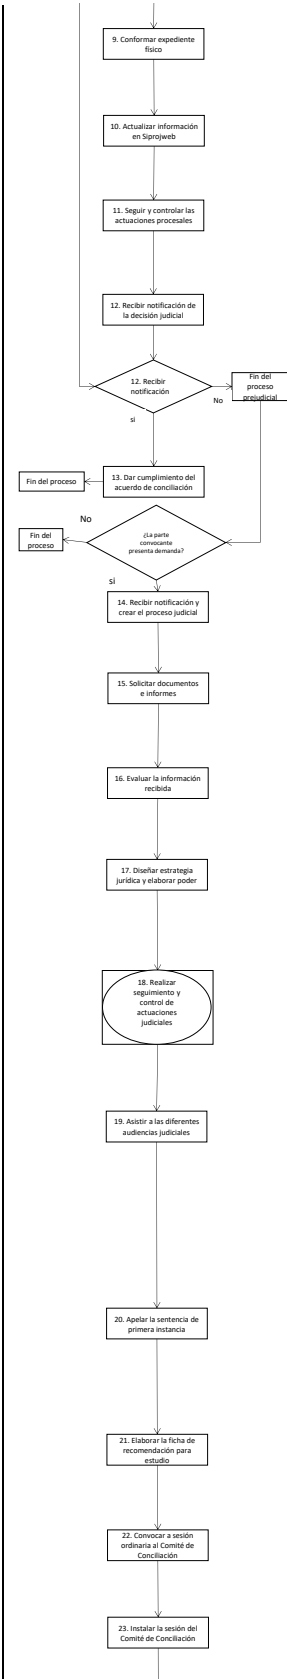 9. Conformar expediente
físico
10. Actualizar información
en Siprojweb
11. Seguir y controlar las
actuaciones procesales
12. Recibir notificación de
la decisión judicial
12. Recibir
notificación
No
Fin del
proceso
prejudicial
si
13. Dar cumplimiento del
acuerdo de conciliación
Fin del proceso
No
Fin del
proceso
¿La parte
convocante
presenta demanda?
si
14. Recibir notificación y
crear el proceso judicial
15. Solicitar documentos
e informes
16. Evaluar la información
recibida
17. Diseñar estrategia
jurídica y elaborar poder
18. Realizar
seguimiento y
control de
actuaciones
judiciales
19. Asistir a las diferentes
audiencias judiciales
20. Apelar la sentencia de
primera instancia
21. Elaborar la ficha de
recomendación para
estudio
22. Convocar a sesión
ordinaria al Comité de
Conciliación
23. Instalar la sesión del
Comité de Conciliación